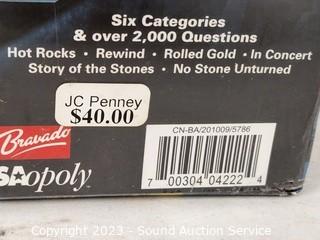 Six Categories
& over 2,000 Questions
Hot Rocks • Rewind • Rolled Gold • In Concert
Story of the Stones • No Stone Unturned
JC Penney
$40.00
Bravado
SAopoly™
CN-BA/201009/5786
7 00304 04222 4
Copyright 2023 - Sound Auction Service